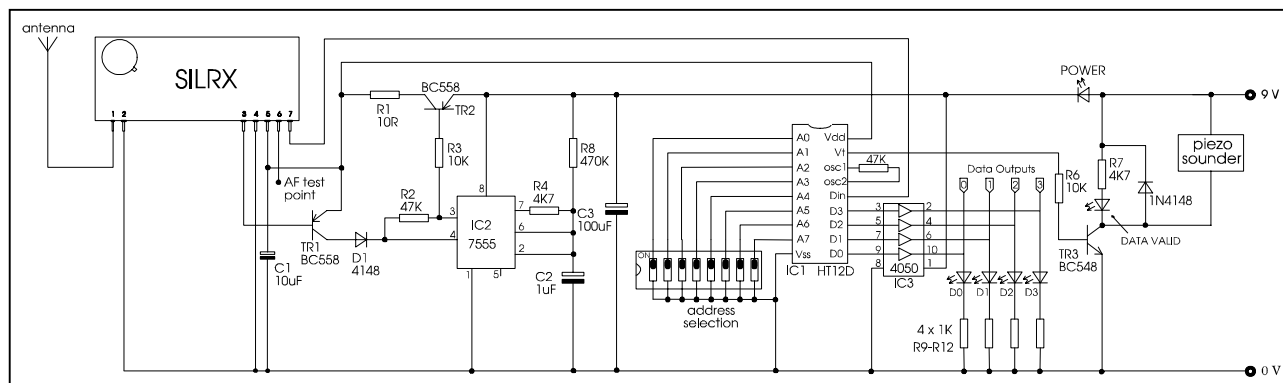 antenna
SILRX
1 2 3 4 5 6 7
AF test
point
TR1
BC558
C1
10uF
D1
4148
R1
10R
BC558
TR2
R3
10K
R2
47K
IC2
7555
8
3
4
7
6
2
1
5
R4
4K7
R8
470K
C3
100uF
C2
1uF
ON
address
selection
A0 Vdd
A1 Vt
A2 osc1
A3 osc2
A4 Din
A5 D3
A6 D2
A7 D1
Vss D0
IC1 HT12D
47K
3 2
5 4
7 6
9 10
8 1
4050
IC3
Data Outputs
0 1 2 3
D0 D1 D2 D3
4 x 1K
R9-R12
POWER
R6
10K
R7
4K7
1N4148
DATA VALID
TR3
BC548
piezo
sounder
9 V
0 V